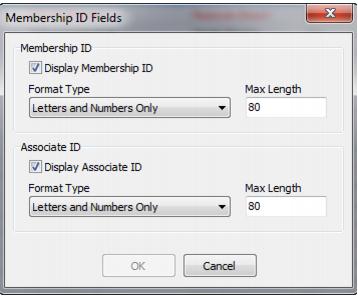 Membership ID Fields
Membership ID
Display Membership ID
Format Type Max Length
Letters and Numbers Only 80
Associate ID
Display Associate ID
Format Type Max Length
Letters and Numbers Only 80
OK Cancel